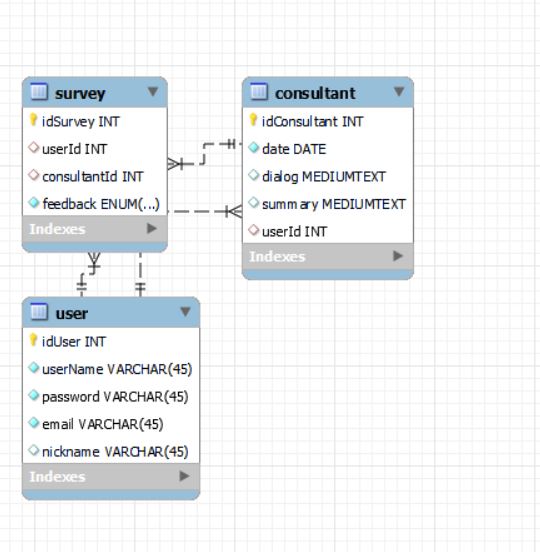 survey
idSurvey INT
userId INT
consultantId INT
feedback ENUM(...)
Indexes
consultant
idConsultant INT
date DATE
dialog MEDIUMTEXT
summary MEDIUMTEXT
userId INT
Indexes
user
idUser INT
userName VARCHAR(45)
password VARCHAR(45)
email VARCHAR(45)
nickname VARCHAR(45)
Indexes